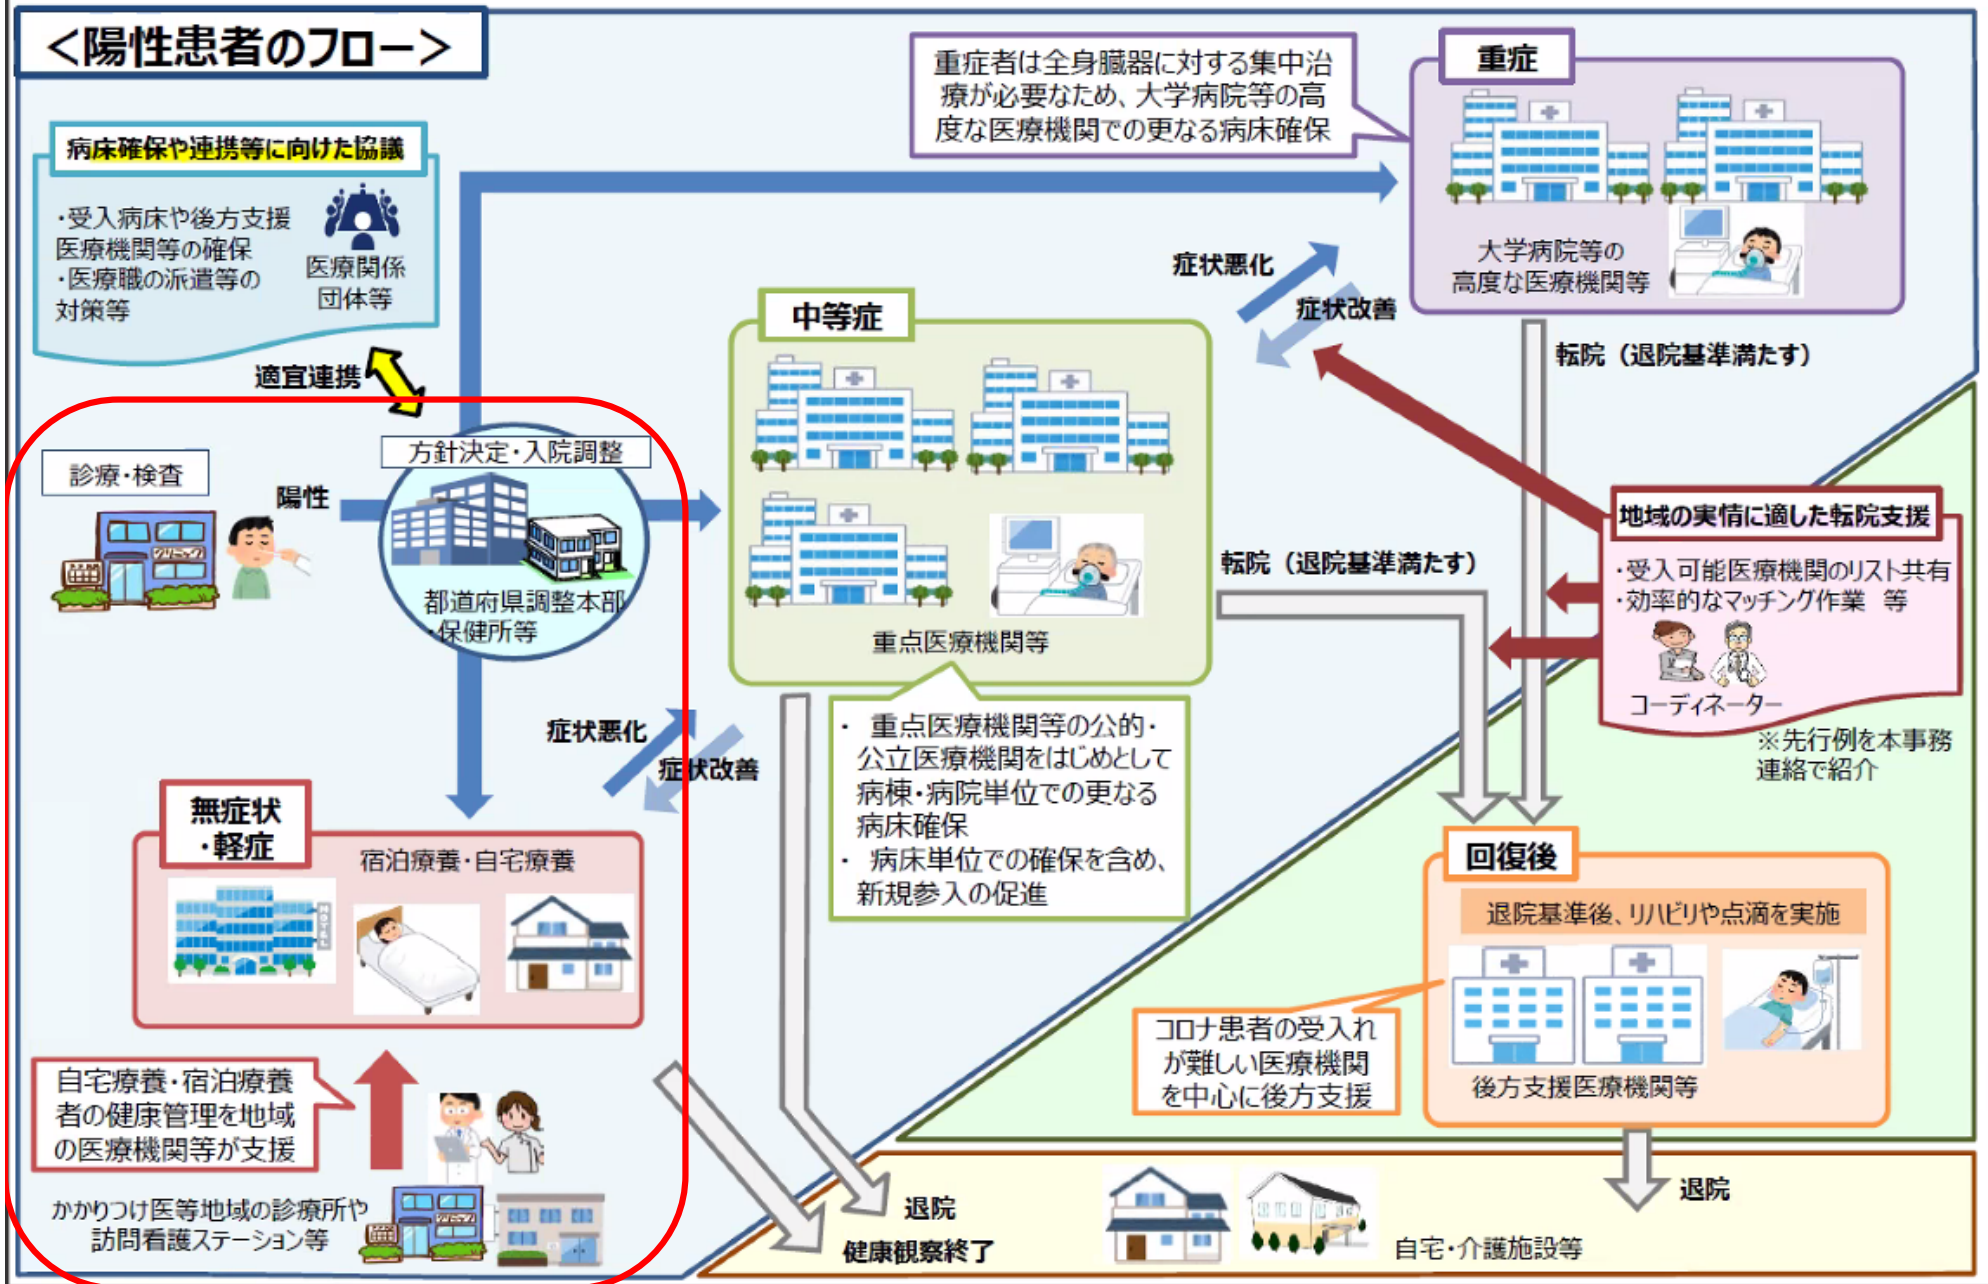 ＜陽性患者のフロー＞
病床確保や連携等に向けた協議
・受入病床や後方支援
医療機関等の確保
・医療職の派遣等の
対策等
医療関係
団体等
適宜連携
診療・検査
クリニック
陽性
方針決定・入院調整
都道府県調整本部
・保健所等
重症者は全身臓器に対する集中治
療が必要なため、大学病院等の高
度な医療機関での更なる病床確保
重症
大学病院等の
高度な医療機関等
症状悪化
症状改善
転院（退院基準満たす）
中等症
重点医療機関等
・ 重点医療機関等の公的・
公立医療機関をはじめとして
病棟・病院単位での更なる
病床確保
・ 病床単位での確保を含め、
新規参入の促進
転院（退院基準満たす）
地域の実情に適した転院支援
・受入可能医療機関のリスト共有
・効率的なマッチング作業 等
コーディネーター
※先行例を本事務
連絡で紹介
症状悪化
症状改善
無症状
・軽症
宿泊療養・自宅療養
HOTEL
自宅療養・宿泊療養
者の健康管理を地域
の医療機関等が支援
かかりつけ医等地域の診療所や
訪問看護ステーション等
クリニック
回復後
退院基準後、リハビリや点滴を実施
後方支援医療機関等
コロナ患者の受入れ
が難しい医療機関
を中心に後方支援
退院
健康観察終了
退院
自宅・介護施設等